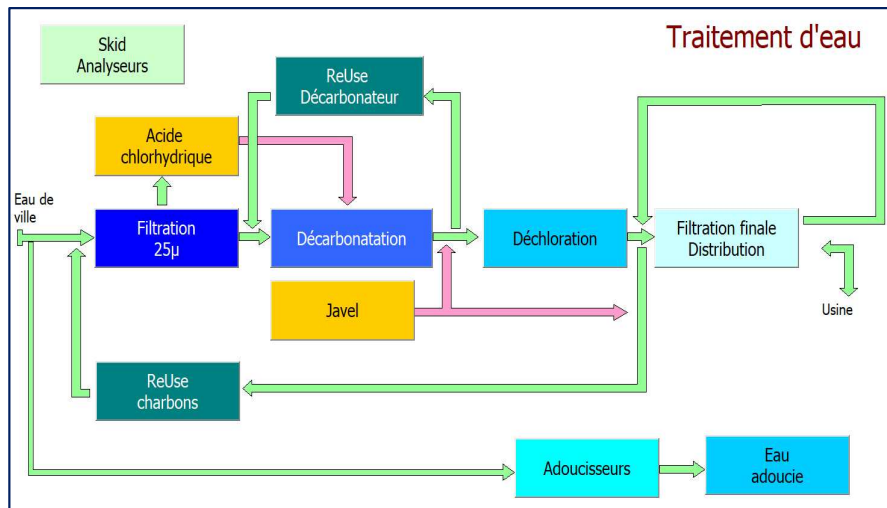 Traitement d'eau
Skid
Analyseurs
ReUse
Décarbonateur
Acide
chlorhydrique
Eau de
ville
Filtration
25µ
Décarbonatation
Déchloration
Filtration finale
Distribution
Javel
Usine
ReUse
charbons
Adoucisseurs
Eau
adoucie